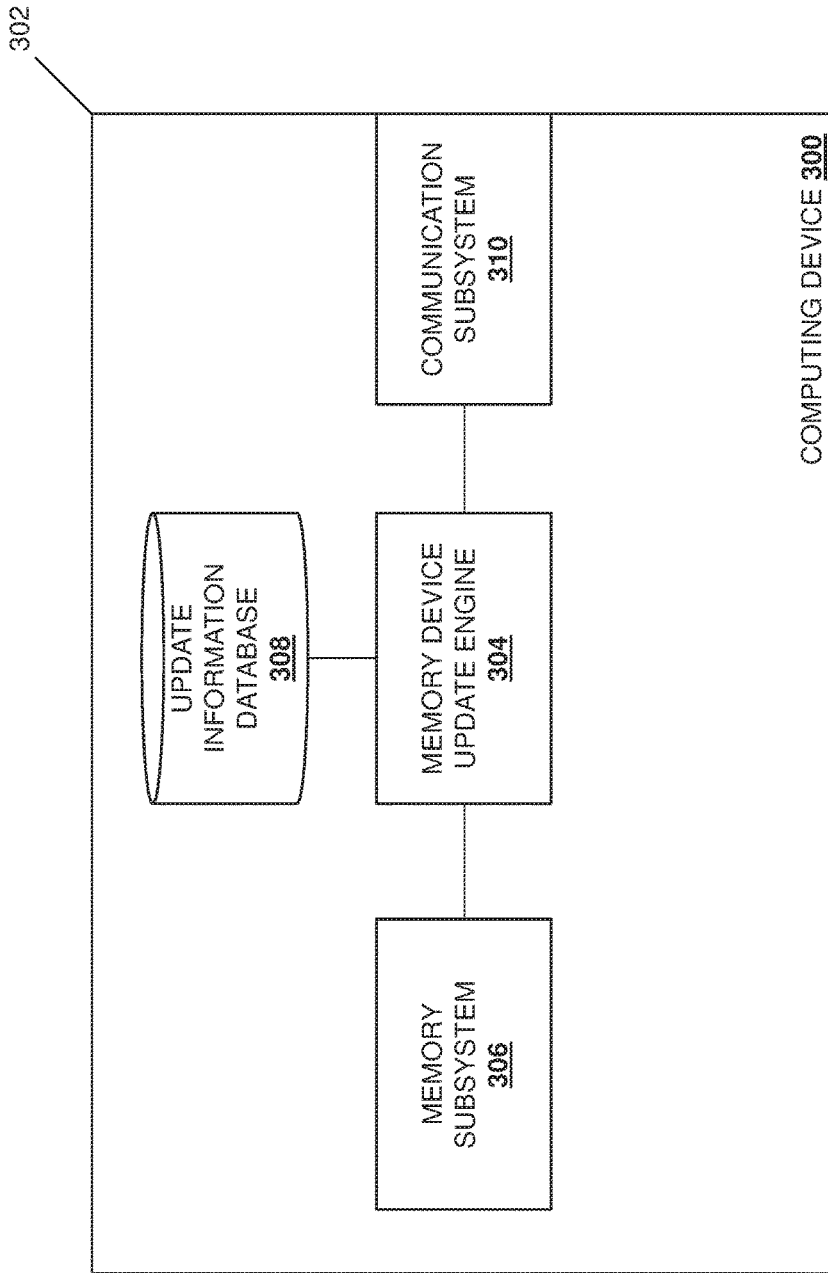 302
UPDATE
INFORMATION
DATABASE
308
MEMORY
SUBSYSTEM
306
MEMORY DEVICE
UPDATE ENGINE
304
COMMUNICATION
SUBSYSTEM
310
COMPUTING DEVICE 300